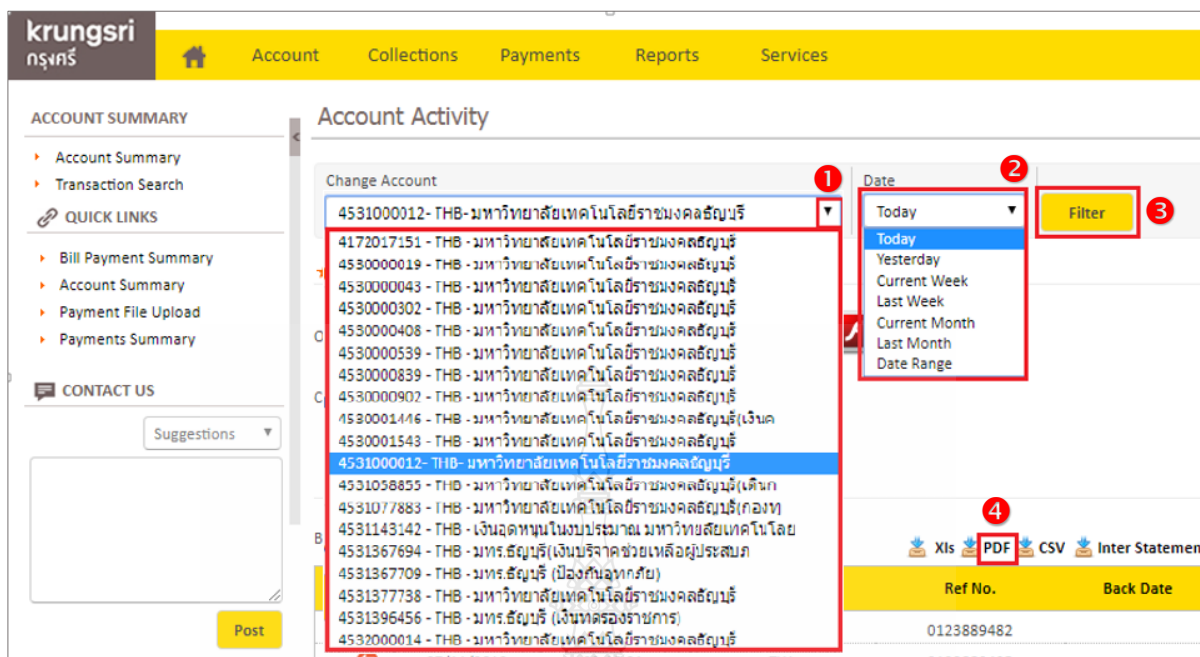 krungsri
กรุงศรี
Account Collections Payments Reports Services
ACCOUNT SUMMARY
Account Summary
Transaction Search
QUICK LINKS
Bill Payment Summary
Account Summary
Payment File Upload
Payments Summary
CONTACT US
Suggestions
Post
Account Activity
Change Account
1
4531000012- THB- มหาวิทยาลัยเทคโนโลยีราชมงคลธัญบุรี
4172017151 - THB - มหาวิทยาลัยเทคโนโลยีราชมงคลธัญบุรี
4530000019 - THB - มหาวิทยาลัยเทคโนโลยีราชมงคลธัญบุรี
4530000043 - THB - มหาวิทยาลัยเทคโนโลยีราชมงคลธัญบุรี
4530000302 - THB - มหาวิทยาลัยเทคโนโลยีราชมงคลธัญบุรี
4530000408 - THB - มหาวิทยาลัยเทคโนโลยีราชมงคลธัญบุรี
4530000539 - THB - มหาวิทยาลัยเทคโนโลยีราชมงคลธัญบุรี
4530000839 - THB - มหาวิทยาลัยเทคโนโลยีราชมงคลธัญบุรี
4530000902 - THB - มหาวิทยาลัยเทคโนโลยีราชมงคลธัญบุรี
4530001446 - THB - มหาวิทยาลัยเทคโนโลยีราชมงคลธัญบุรี(เงินค
4530001543 - THB - มหาวิทยาลัยเทคโนโลยีราชมงคลธัญบุรี
4531000012- THB- มหาวิทยาลัยเทคโนโลยีราชมงคลธัญบุรี
4531058855 - THB - มหาวิทยาลัยเทคโนโลยีราชมงคลธัญบุรี(เดินก
4531077883 - THB - มหาวิทยาลัยเทคโนโลยีราชมงคลธัญบุรี(กองทุ
4531143142 - THB - เงินอุดหนุนในงบประมาณ มหาวิทยลัยเทคโนโลย
4531367694 - THB - มทร.ธัญบุรี(เงินบริจาคช่วยเหลือผู้ประสบภ
4531367709 - THB - มทร.ธัญบุรี (ป้องกันอุทกภัย)
4531377738 - THB - มหาวิทยาลัยเทคโนโลยีราชมงคลธัญบุรี
4531396456 - THB - มทร.ธัญบุรี (เงินทดรองราชการ)
4532000014 - THB - มหาวิทยาลัยเทคโนโลยีราชมงคลธัญบุรี
Date
2
Today
Today
Yesterday
Current Week
Last Week
Current Month
Last Month
Date Range
Filter
3
4
Xls PDF CSV Inter Statemen
Ref No. Back Date
0123889482